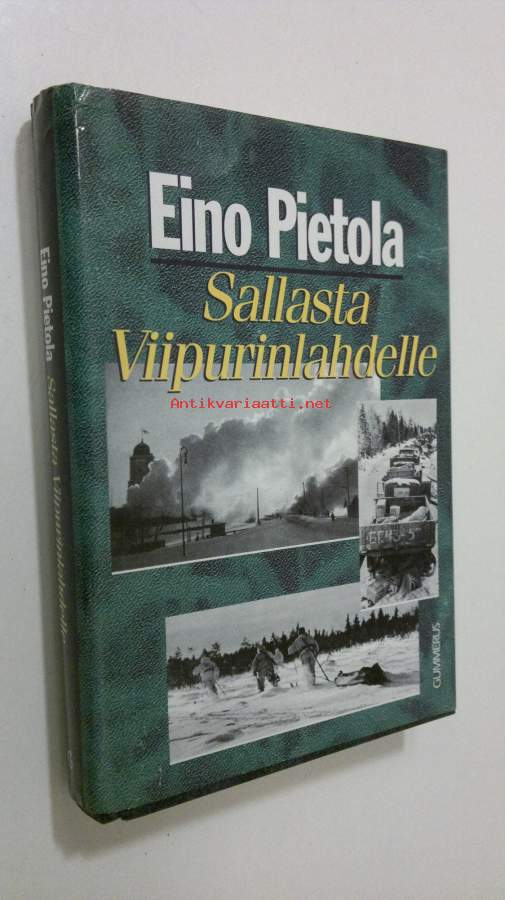 Eino Pietola
Sallasta
Viipurinlahdelle
Antikvariaatti.net
GUMMERUS
Eino Pietola Sallasta Viipurinlahdelle